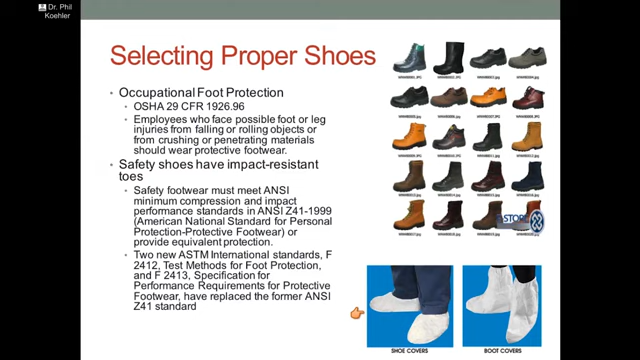 Dr. Phil
Koehler
Selecting Proper Shoes
• Occupational Foot Protection
• OSHA 29 CFR 1926.96
• Employees who face possible foot or leg
injuries from falling or rolling objects or
from crushing or penetrating materials
should wear protective footwear.
• Safety shoes have impact-resistant
toes
• Safety footwear must meet ANSI
minimum compression and impact
performance standards in ANSI Z41-1999
(American National Standard for Personal
Protection-Protective Footwear) or
provide equivalent protection.
• Two new ASTM International standards, F
2412, Test Methods for Foot Protection,
and F 2413, Specification for
Performance Requirements for Protective
Footwear, have replaced the former ANSI
Z41 standard
STORE
SHOE COVERS
BOOT COVERS